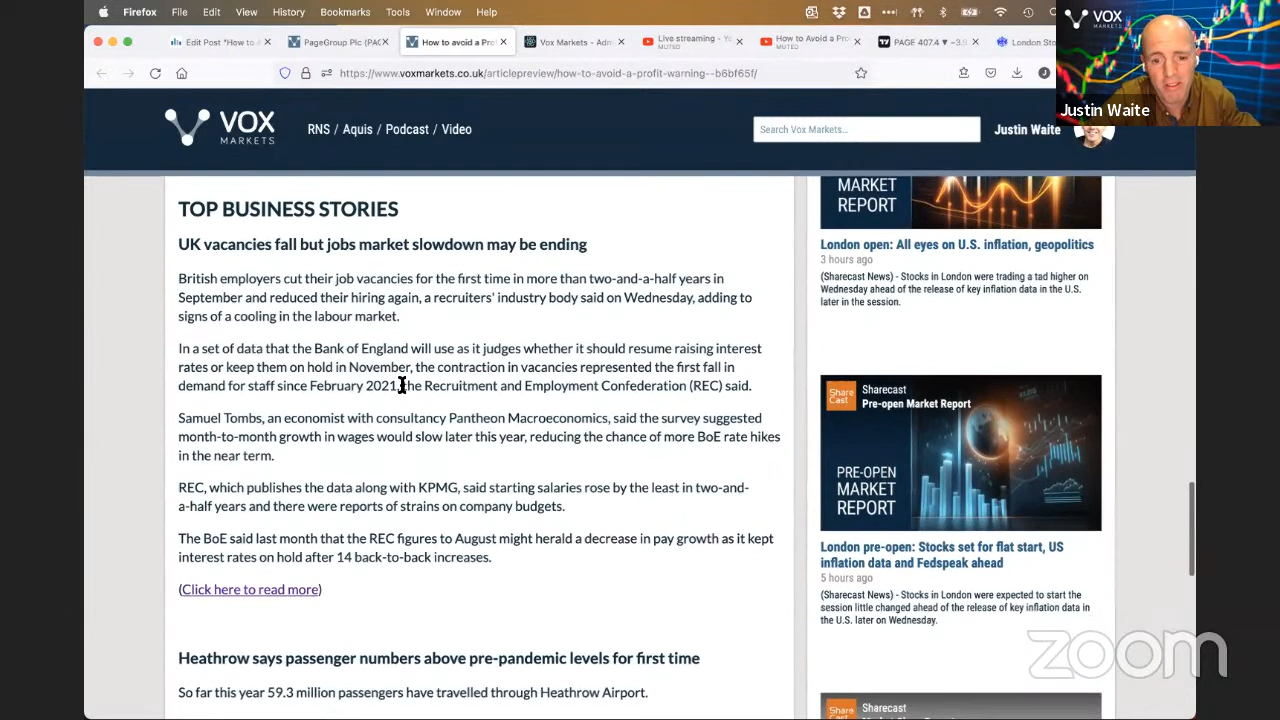 Firefox File Edit View History Bookmarks Tools Window Help
Edit Post "How to A
PageGroup Plc (PAG
How to avoid a Pro
Vox Markets - Adm
Live streaming - Yo
MUTED
How to Avoid a Pro
MUTED
PAGE 407.4 ▼ −3.9
London Sto
https://www.voxmarkets.co.uk/articlepreview/how-to-avoid-a-profit-warning--b6bf65f/
VOX
MARKETS
Justin Waite
VOX
MARKETS
RNS / Aquis / Podcast / Video
Search Vox Markets...
Justin Waite
TOP BUSINESS STORIES
UK vacancies fall but jobs market slowdown may be ending
British employers cut their job vacancies for the first time in more than two-and-a-half years in
September and reduced their hiring again, a recruiters' industry body said on Wednesday, adding to
signs of a cooling in the labour market.
In a set of data that the Bank of England will use as it judges whether it should resume raising interest
rates or keep them on hold in November, the contraction in vacancies represented the first fall in
demand for staff since February 2021, the Recruitment and Employment Confederation (REC) said.
Samuel Tombs, an economist with consultancy Pantheon Macroeconomics, said the survey suggested
month-to-month growth in wages would slow later this year, reducing the chance of more BoE rate hikes
in the near term.
REC, which publishes the data along with KPMG, said starting salaries rose by the least in two-and-
a-half years and there were reports of strains on company budgets.
The BoE said last month that the REC figures to August might herald a decrease in pay growth as it kept
interest rates on hold after 14 back-to-back increases.
(Click here to read more)
Heathrow says passenger numbers above pre-pandemic levels for first time
So far this year 59.3 million passengers have travelled through Heathrow Airport.
MARKET
REPORT
London open: All eyes on U.S. inflation, geopolitics
3 hours ago
(Sharecast News) - Stocks in London were trading a tad higher on
Wednesday ahead of the release of key inflation data in the U.S.
later in the session.
Share
Cast
Sharecast
Pre-open Market Report
PRE-OPEN
MARKET
REPORT
London pre-open: Stocks set for flat start, US
inflation data and Fedspeak ahead
5 hours ago
(Sharecast News) - Stocks in London were expected to start the
session little changed ahead of the release of key inflation data in
the U.S. later on Wednesday.
Share
Sharecast
zoom